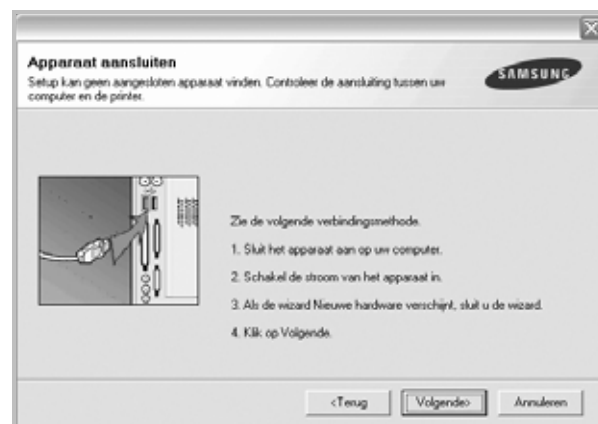 Apparaat aansluiten
Setup kan geen aangesloten apparaat vinden. Controleer de aansluiting tussen uw
computer en de printer.
SAMSUNG
Zie de volgende verbindingsmethode.
1. Sluit het apparaat aan op uw computer.
2. Schakel de stroom van het apparaat in.
3. Als de wizard Nieuwe hardware verschijnt, sluit u de wizard.
4. Klik op Volgende.
<Terug
Volgende>
Annuleren